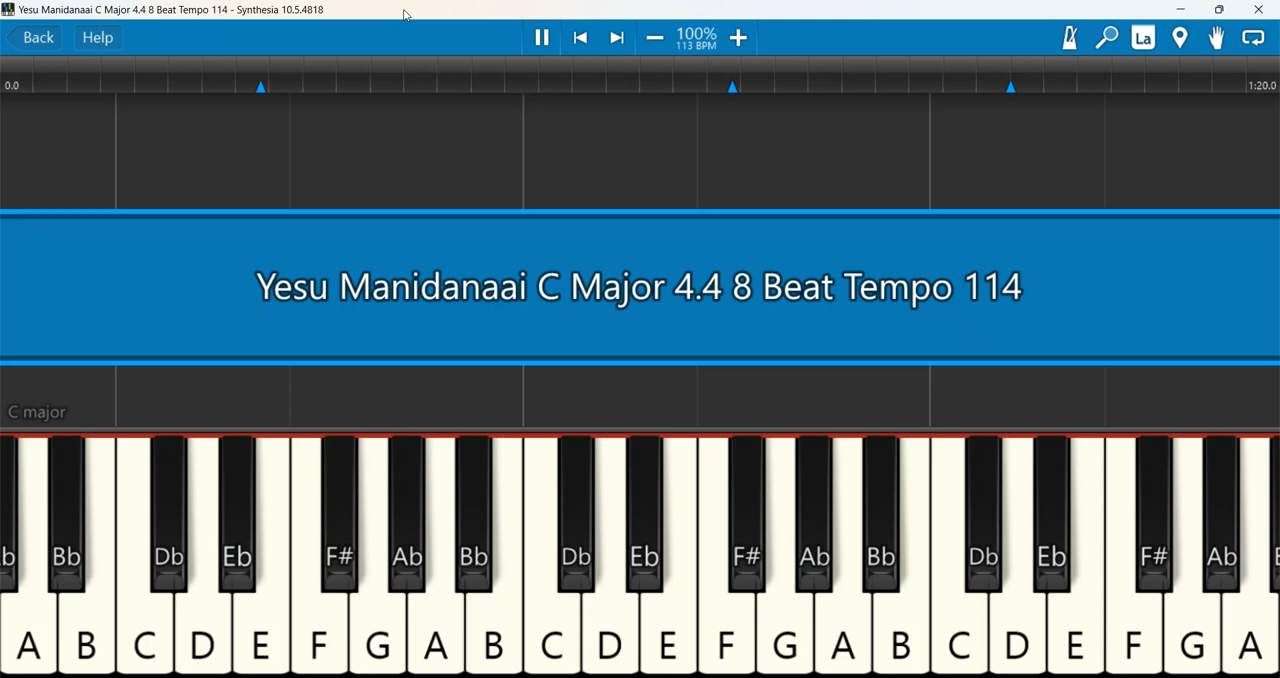 Yesu Manidanaai C Major 4.4 8 Beat Tempo 114 - Synthesia 10.5.4818
Back Help 100% La
113 BPM
0.0 1:20.0
Yesu Manidanaai C Major 4.4 8 Beat Tempo 114
C major
b Bb Db Eb F# Ab Bb Db Eb F# Ab Bb Db Eb F# Ab
A B C D E F G A B C D E F G A B C D E F G A